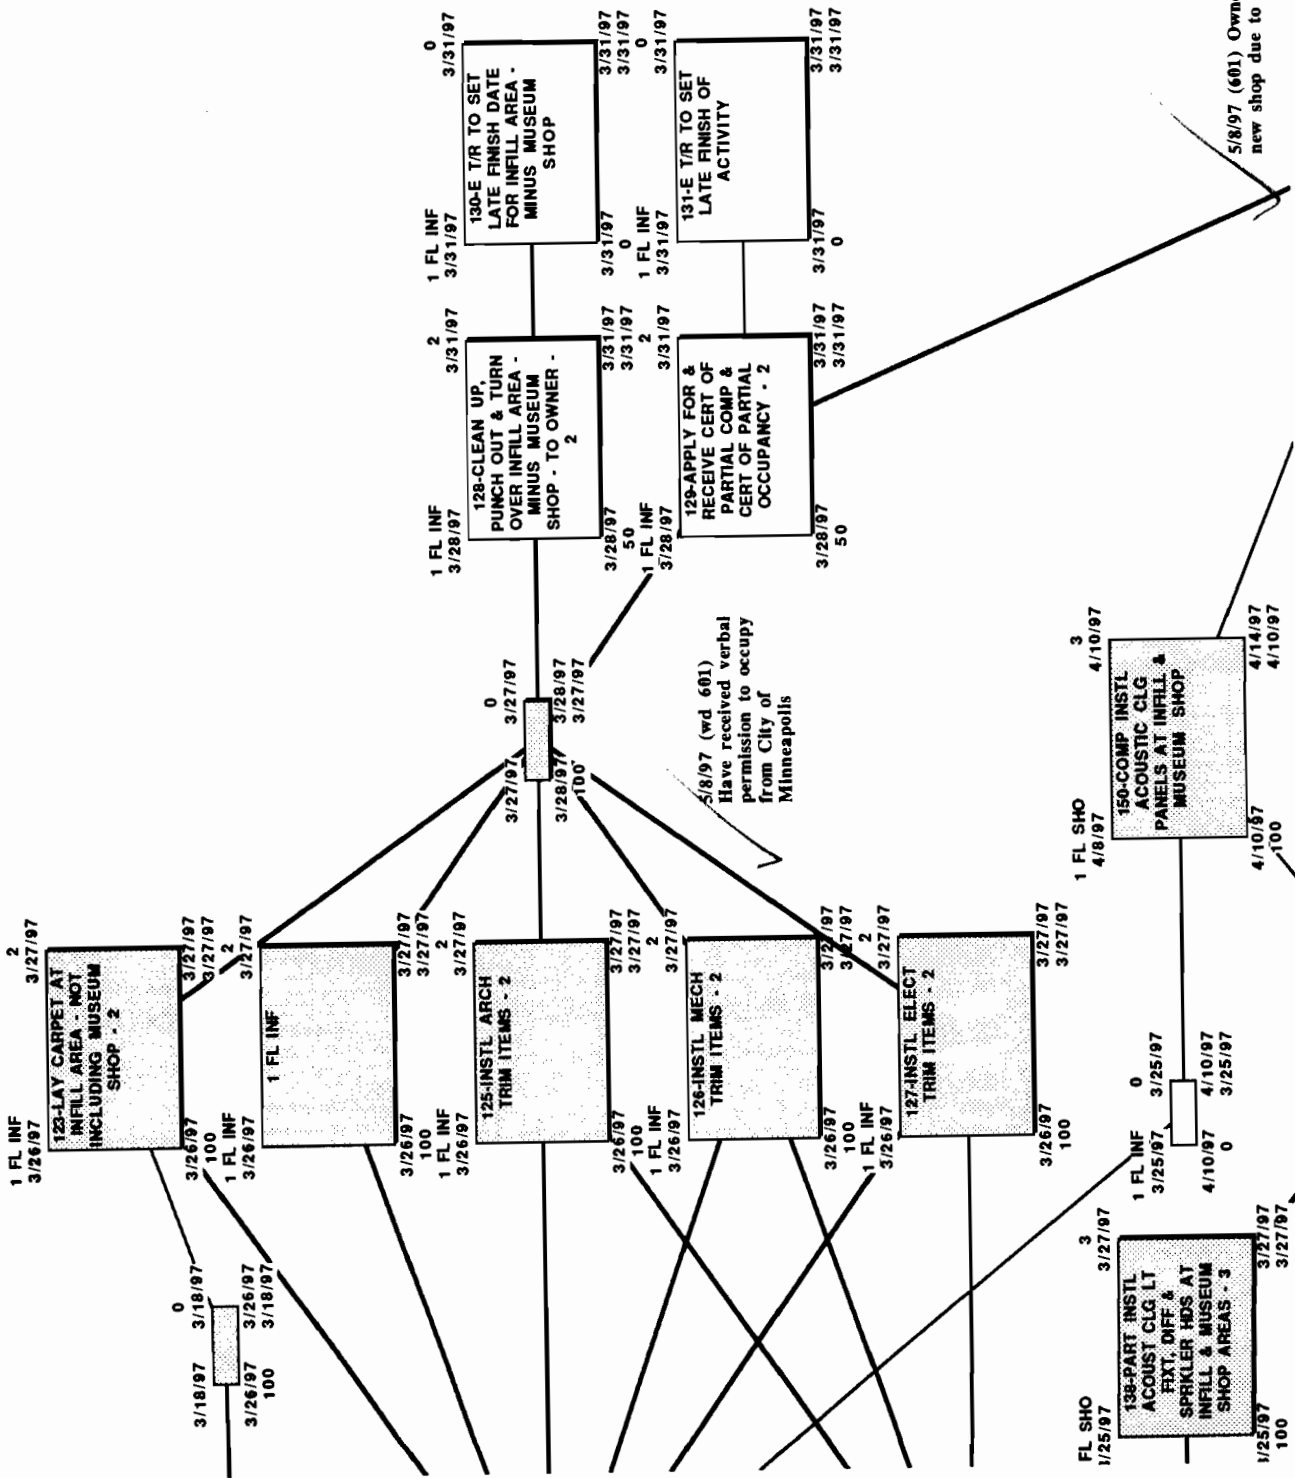 1 FL INF
3/26/97
2
3/27/97
123-LAY CARPET AT
INFILL AREA - NOT
INCLUDING MUSEUM
SHOP - 2
3/26/97
100
3/27/97
3/27/97
3/18/97
0
3/18/97
3/26/97
100
3/26/97
3/18/97
1 FL INF
3/26/97
2
3/27/97
1 FL INF
3/26/97
100
3/27/97
3/27/97
1 FL INF
3/26/97
2
3/27/97
125-INSTL ARCH
TRIM ITEMS - 2
3/26/97
100
3/27/97
3/27/97
1 FL INF
3/26/97
2
3/27/97
126-INSTL MECH
TRIM ITEMS - 2
3/26/97
100
3/27/97
3/27/97
1 FL INF
3/26/97
2
3/27/97
127-INSTL ELECT
TRIM ITEMS - 2
3/26/97
100
3/27/97
3/27/97
3/27/97
0
3/27/97
3/28/97
100
3/28/97
3/27/97
1 FL INF
3/28/97
2
3/31/97
128-CLEAN UP,
PUNCH OUT & TURN
OVER INFILL AREA -
MINUS MUSEUM
SHOP - TO OWNER -
2
3/28/97
50
3/31/97
3/31/97
1 FL INF
3/31/97
0
3/31/97
130-E T/R TO SET
LATE FINISH DATE
FOR INFILL AREA -
MINUS MUSEUM
SHOP
3/31/97
0
3/31/97
3/31/97
1 FL INF
3/28/97
2
3/31/97
129-APPLY FOR &
RECEIVE CERT OF
PARTIAL COMP &
CERT OF PARTIAL
OCCUPANCY - 2
3/28/97
50
3/31/97
3/31/97
1 FL INF
3/31/97
0
3/31/97
131-E T/R TO SET
LATE FINISH OF
ACTIVITY
3/31/97
0
3/31/97
3/31/97
5/8/97 (wd 601)
Have received verbal
permission to occupy
from City of
Minneapolis
5/8/97 (601) Own
new shop due to
FL SHO
/25/97
3
3/27/97
138-PART INSTL
ACOUST CLG LT
FIXT, DIFF &
SPRKLER HDS AT
INFILL & MUSEUM
SHOP AREAS - 3
/25/97
100
3/27/97
3/27/97
1 FL INF
3/25/97
0
3/25/97
4/10/97
0
4/10/97
3/25/97
1 FL SHO
4/8/97
3
4/10/97
150-COMP INSTL
ACOUSTIC CLG
PANELS AT INFILL &
MUSEUM SHOP
4/10/97
100
4/14/97
4/10/97